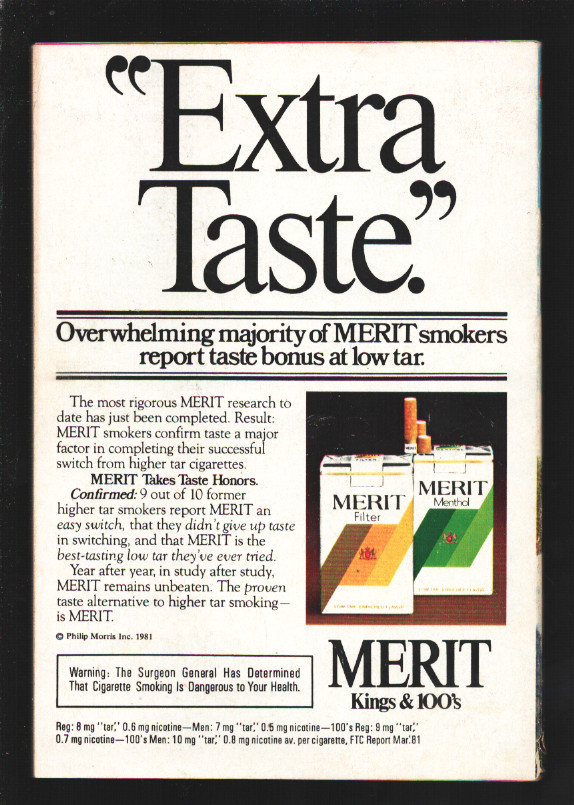 “Extra
Taste.”
Overwhelming majority of MERIT smokers
report taste bonus at low tar.
The most rigorous MERIT research to
date has just been completed. Result:
MERIT smokers confirm taste a major
factor in completing their successful
switch from higher tar cigarettes.
MERIT Takes Taste Honors.
Confirmed: 9 out of 10 former
higher tar smokers report MERIT an
easy switch, that they didn't give up taste
in switching, and that MERIT is the
best-tasting low tar they've ever tried.
Year after year, in study after study,
MERIT remains unbeaten. The proven
taste alternative to higher tar smoking—
is MERIT.
© Philip Morris Inc. 1981
MERIT
Filter
LOW TAR · ENRICHED FLAVOR
MERIT
Menthol
LOW TAR · ENRICHED FLAVOR
Warning: The Surgeon General Has Determined
That Cigarette Smoking Is Dangerous to Your Health.
MERIT
Kings & 100's
Reg: 8 mg "tar," 0.6 mg nicotine—Men: 7 mg "tar," 0.5 mg nicotine—100's Reg: 9 mg "tar,"
0.7 mg nicotine—100's Men: 10 mg "tar," 0.8 mg nicotine av. per cigarette, FTC Report Mar.'81